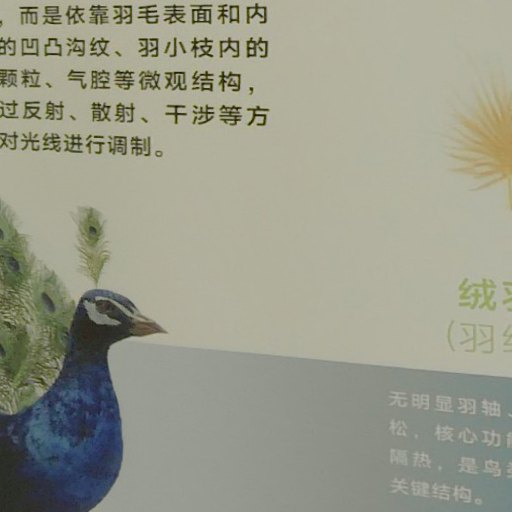 ，而是依靠羽毛表面和内
的凹凸沟纹、羽小枝内的
颗粒、气腔等微观结构，
过反射、散射、干涉等方
对光线进行调制。
绒羽
（羽
无明显羽轴、
松，核心功能
隔热，是鸟类
关键结构。